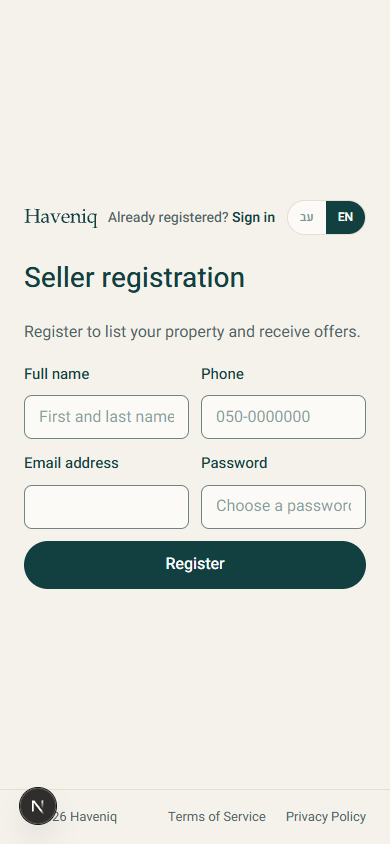 Haveniq Already registered? Sign in עב EN
Seller registration
Register to list your property and receive offers.
Full name Phone
First and last name 050-0000000
Email address Password
Choose a password
Register
N 26 Haveniq Terms of Service Privacy Policy